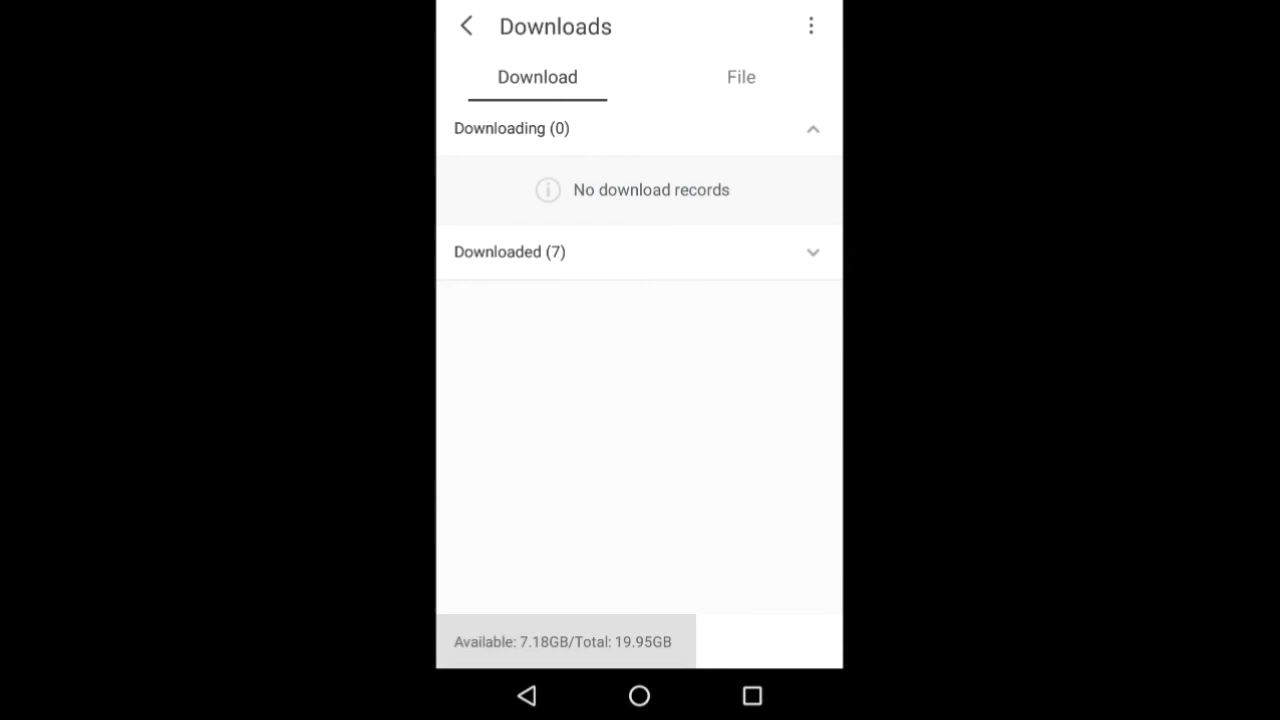 Downloads
Download
File
Downloading (0)
No download records
Downloaded (7)
Available: 7.18GB/Total: 19.95GB